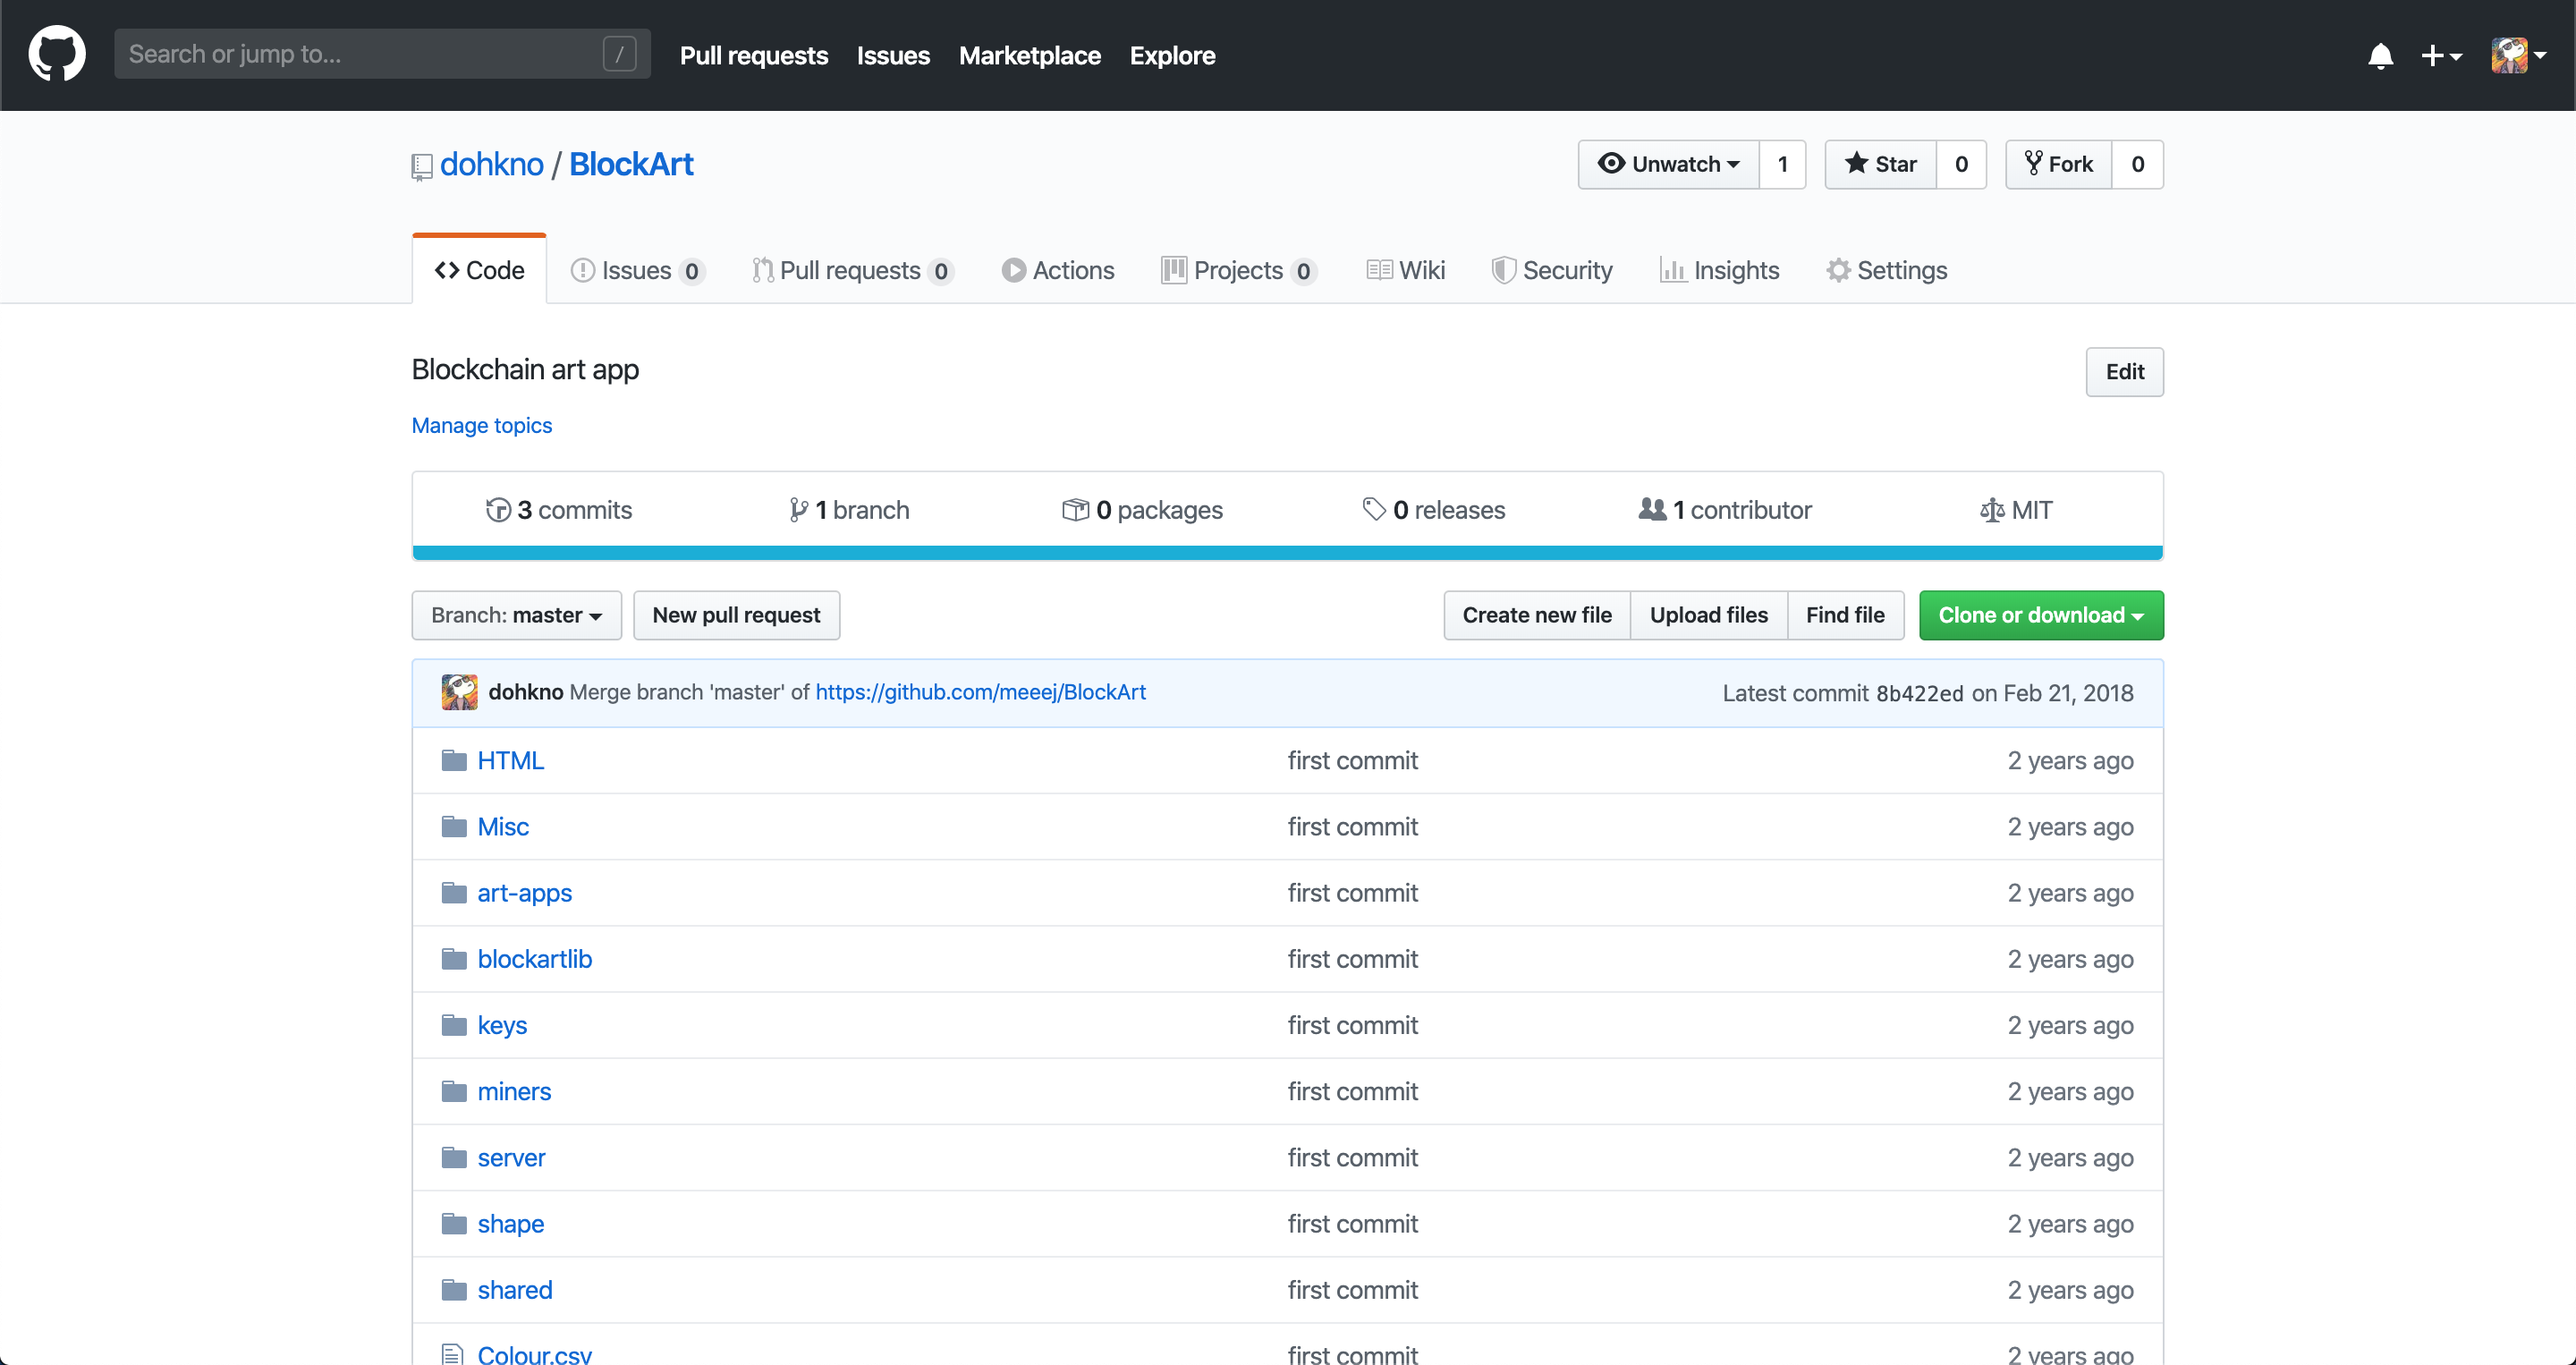 Search or jump to... / Pull requests Issues Marketplace Explore
dohkno / BlockArt Unwatch 1 Star 0 Fork 0
Code Issues 0 Pull requests 0 Actions Projects 0 Wiki Security Insights Settings
Blockchain art app Edit
Manage topics
3 commits 1 branch 0 packages 0 releases 1 contributor MIT
Branch: master New pull request Create new file Upload files Find file Clone or download
dohkno Merge branch 'master' of https://github.com/meeej/BlockArt Latest commit 8b422ed on Feb 21, 2018
HTML first commit 2 years ago
Misc first commit 2 years ago
art-apps first commit 2 years ago
blockartlib first commit 2 years ago
keys first commit 2 years ago
miners first commit 2 years ago
server first commit 2 years ago
shape first commit 2 years ago
shared first commit 2 years ago
Colour.csv first commit 2 years ago